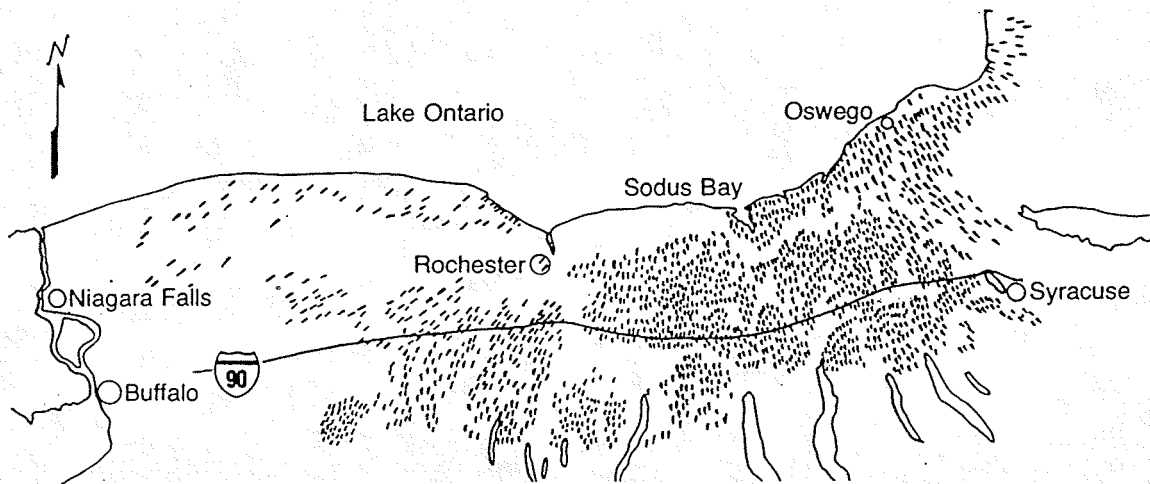 N
Lake Ontario
Oswego
Sodus Bay
Rochester
Niagara Falls
Syracuse
90
Buffalo